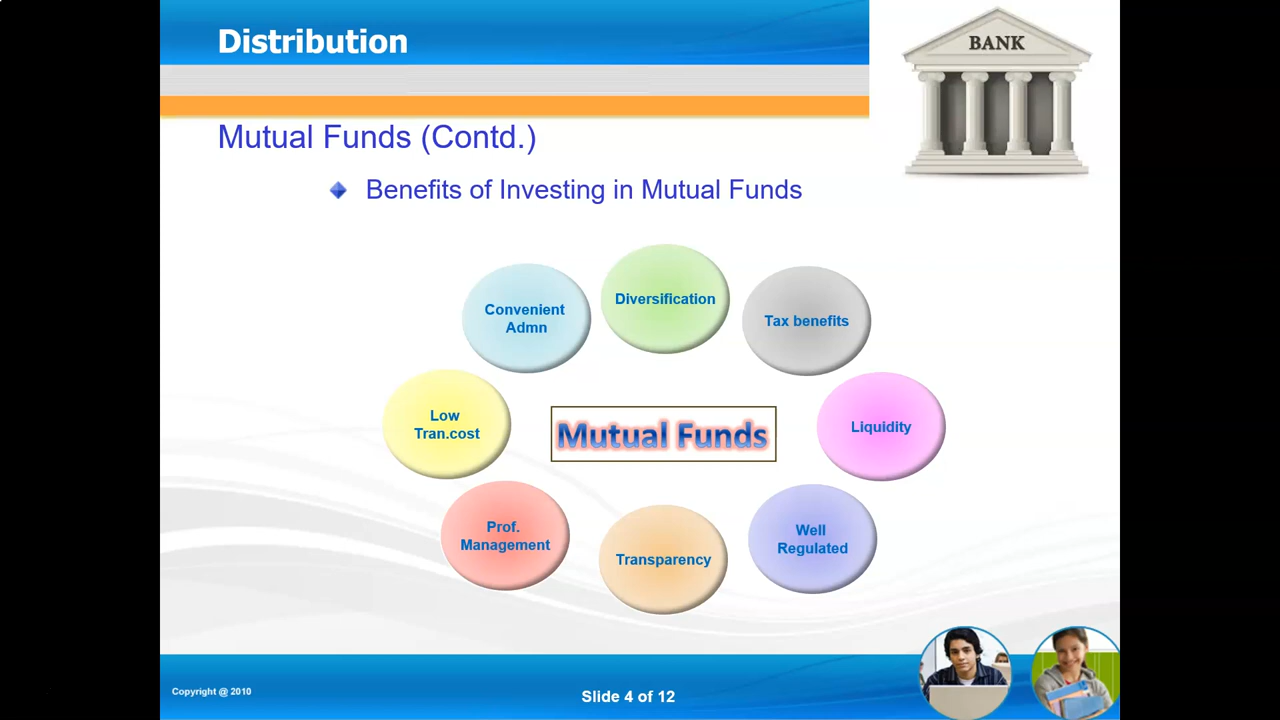 Distribution
BANK
Mutual Funds (Contd.)
Benefits of Investing in Mutual Funds
Convenient
Admn
Diversification
Tax benefits
Low
Tran.cost
Mutual Funds
Liquidity
Prof.
Management
Transparency
Well
Regulated
Copyright @ 2010
Slide 4 of 12